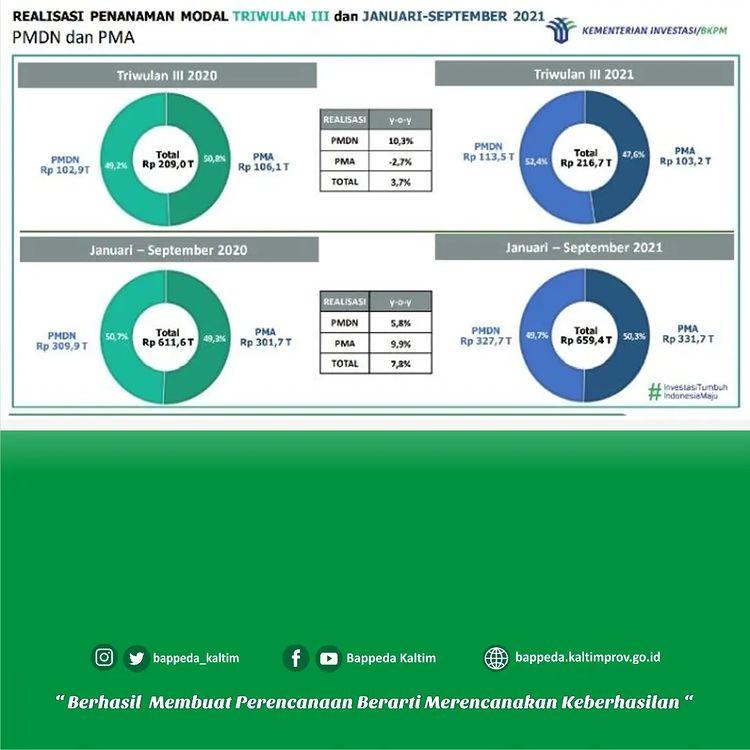 REALISASI PENANAMAN MODAL TRIWULAN III dan JANUARI-SEPTEMBER 2021
PMDN dan PMA
KEMENTERIAN INVESTASI/BKPM
Triwulan III 2020
PMDN
Rp 102,9T
49,2%
Total
Rp 209,0 T
50,8%
PMA
Rp 106,1 T
REALISASI y-o-y
PMDN 10,3%
PMA -2,7%
TOTAL 3,7%
Triwulan III 2021
PMDN
Rp 113,5 T
52,4%
Total
Rp 216,7 T
47,6%
PMA
Rp 103,2 T
Januari – September 2020
PMDN
Rp 309,9 T
50,7%
Total
Rp 611,6 T
49,3%
PMA
Rp 301,7 T
REALISASI y-o-y
PMDN 5,8%
PMA 9,9%
TOTAL 7,8%
Januari – September 2021
PMDN
Rp 327,7 T
49,7%
Total
Rp 659,4 T
50,3%
PMA
Rp 331,7 T
#InvestasiTumbuh
IndonesiaMaju
bappeda_kaltim
Bappeda Kaltim
bappeda.kaltimprov.go.id
“ Berhasil Membuat Perencanaan Berarti Merencanakan Keberhasilan “